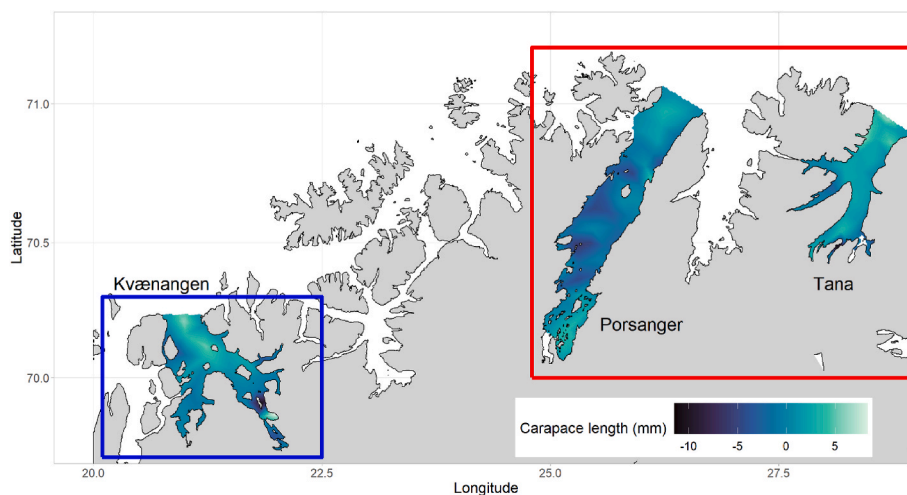 71.0
Latitude
70.5
Kvænangen
Tana
Porsanger
70.0
Carapace length (mm)
-10 -5 0 5
20.0 22.5 25.0 27.5
Longitude